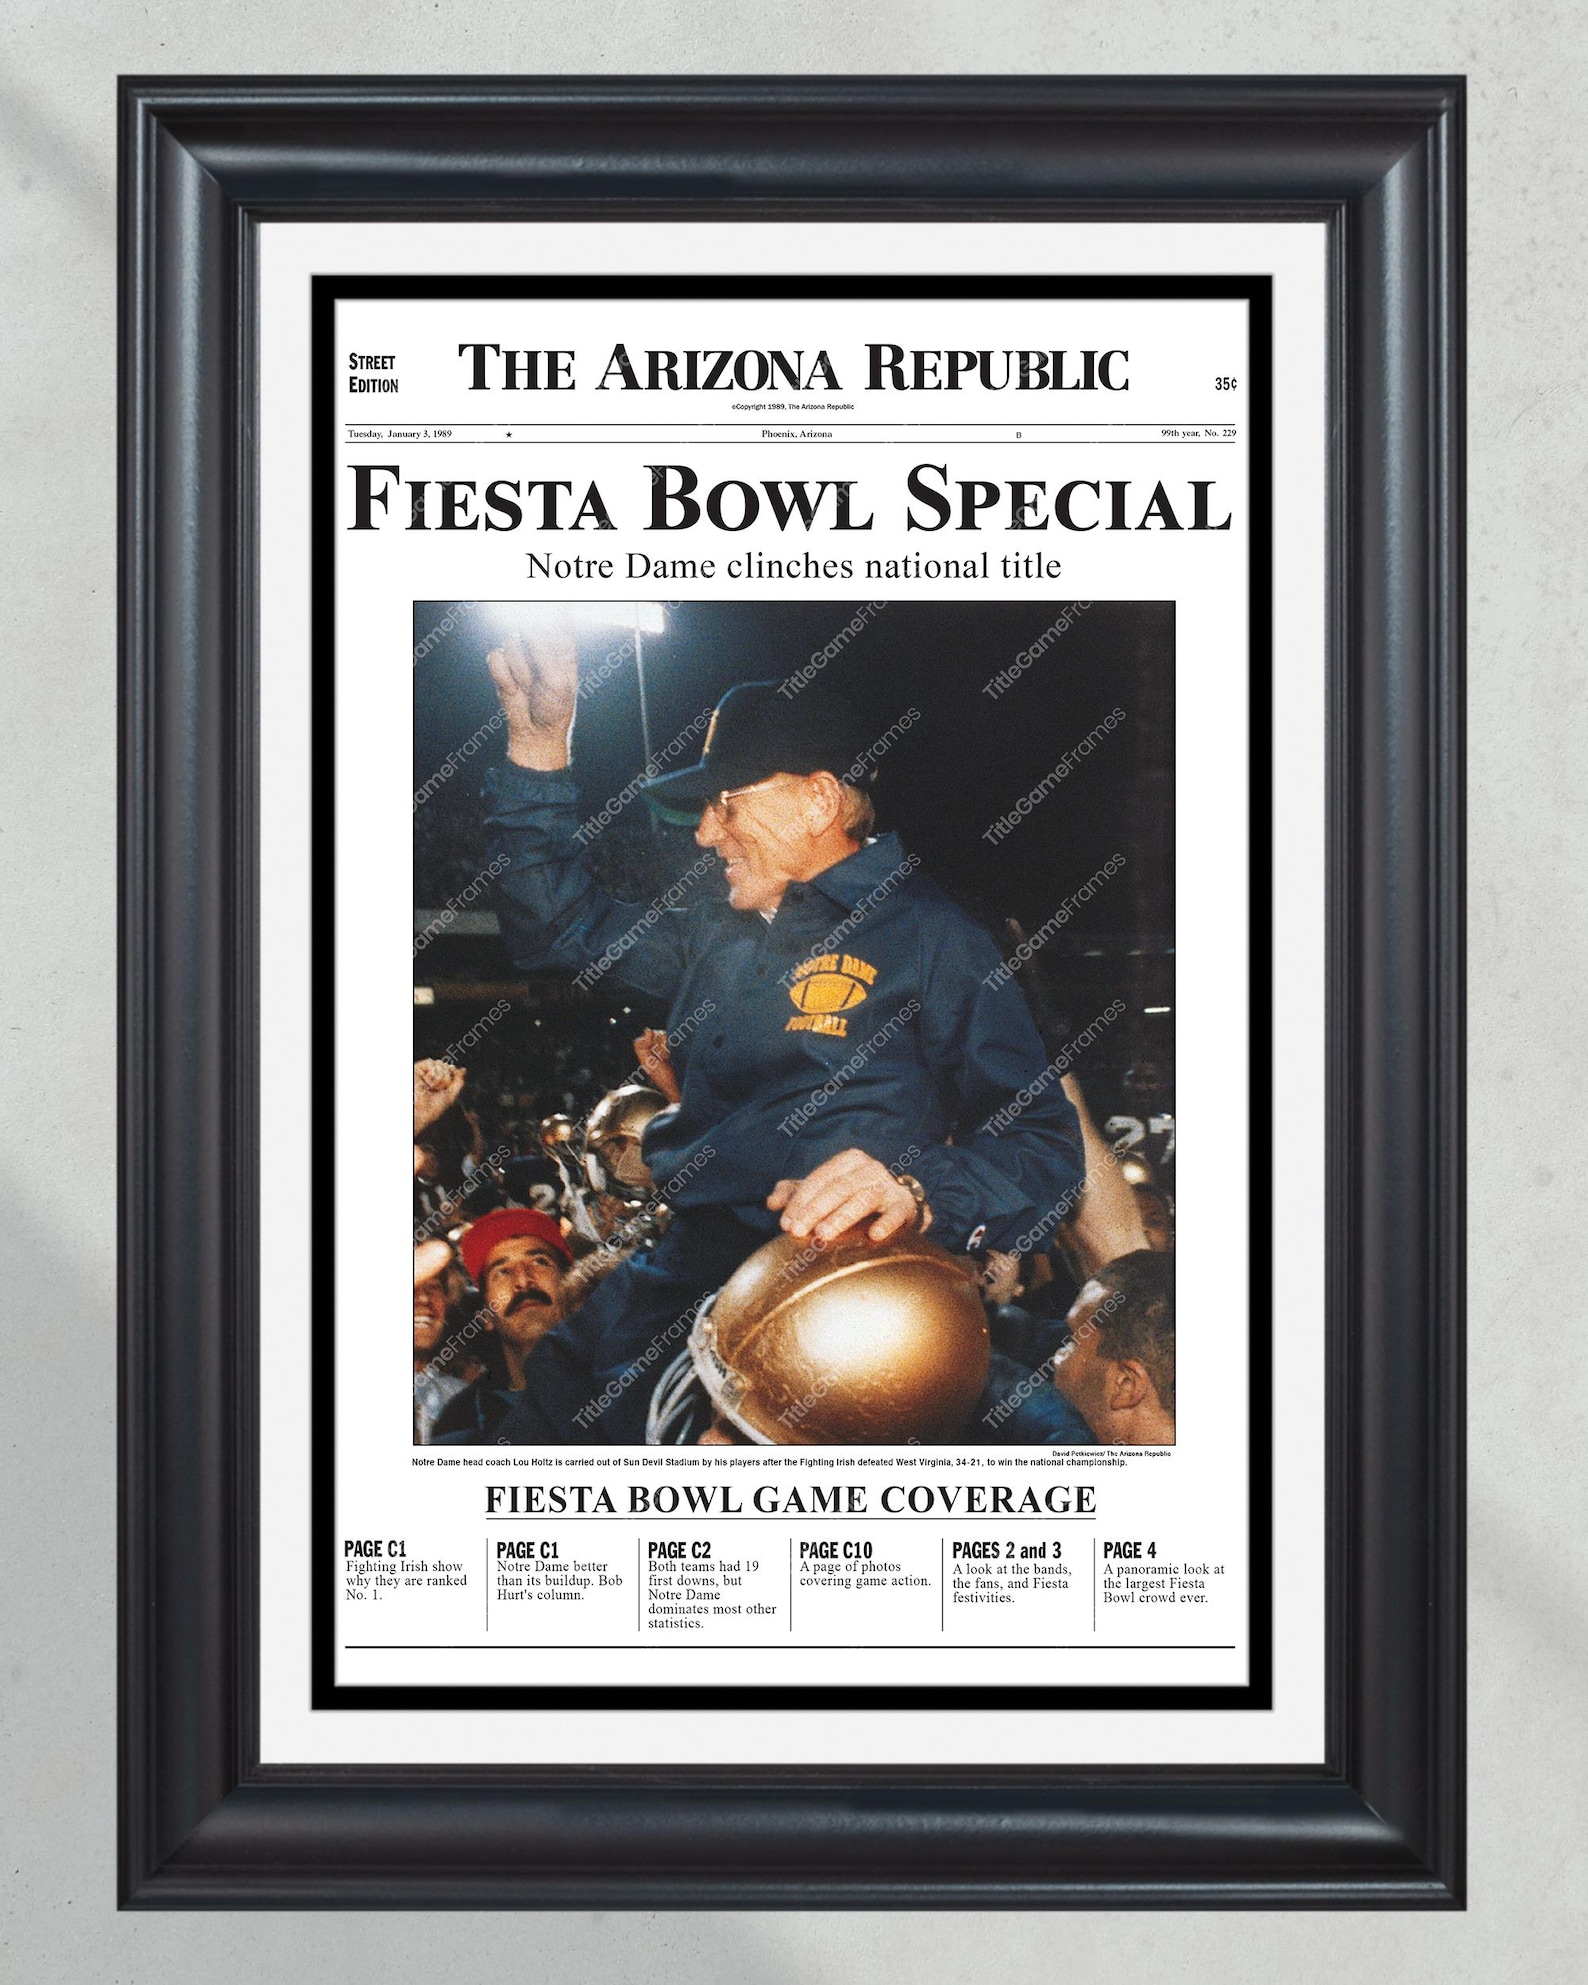 STREET
EDITION
THE ARIZONA REPUBLIC
35¢
©Copyright 1989, The Arizona Republic
Tuesday, January 3, 1989 ★ Phoenix, Arizona B 99th year, No. 229
FIESTA BOWL SPECIAL
Notre Dame clinches national title
TitleGameFrames
NOTRE DAME
FOOTBALL
27
David Petkiewicz/ The Arizona Republic
Notre Dame head coach Lou Holtz is carried out of Sun Devil Stadium by his players after the Fighting Irish defeated West Virginia, 34-21, to win the national championship.
FIESTA BOWL GAME COVERAGE
PAGE C1
Fighting Irish show
why they are ranked
No. 1.
PAGE C1
Notre Dame better
than its buildup. Bob
Hurt's column.
PAGE C2
Both teams had 19
first downs, but
Notre Dame
dominates most other
statistics.
PAGE C10
A page of photos
covering game action.
PAGES 2 and 3
A look at the bands,
the fans, and Fiesta
festivities.
PAGE 4
A panoramic look at
the largest Fiesta
Bowl crowd ever.